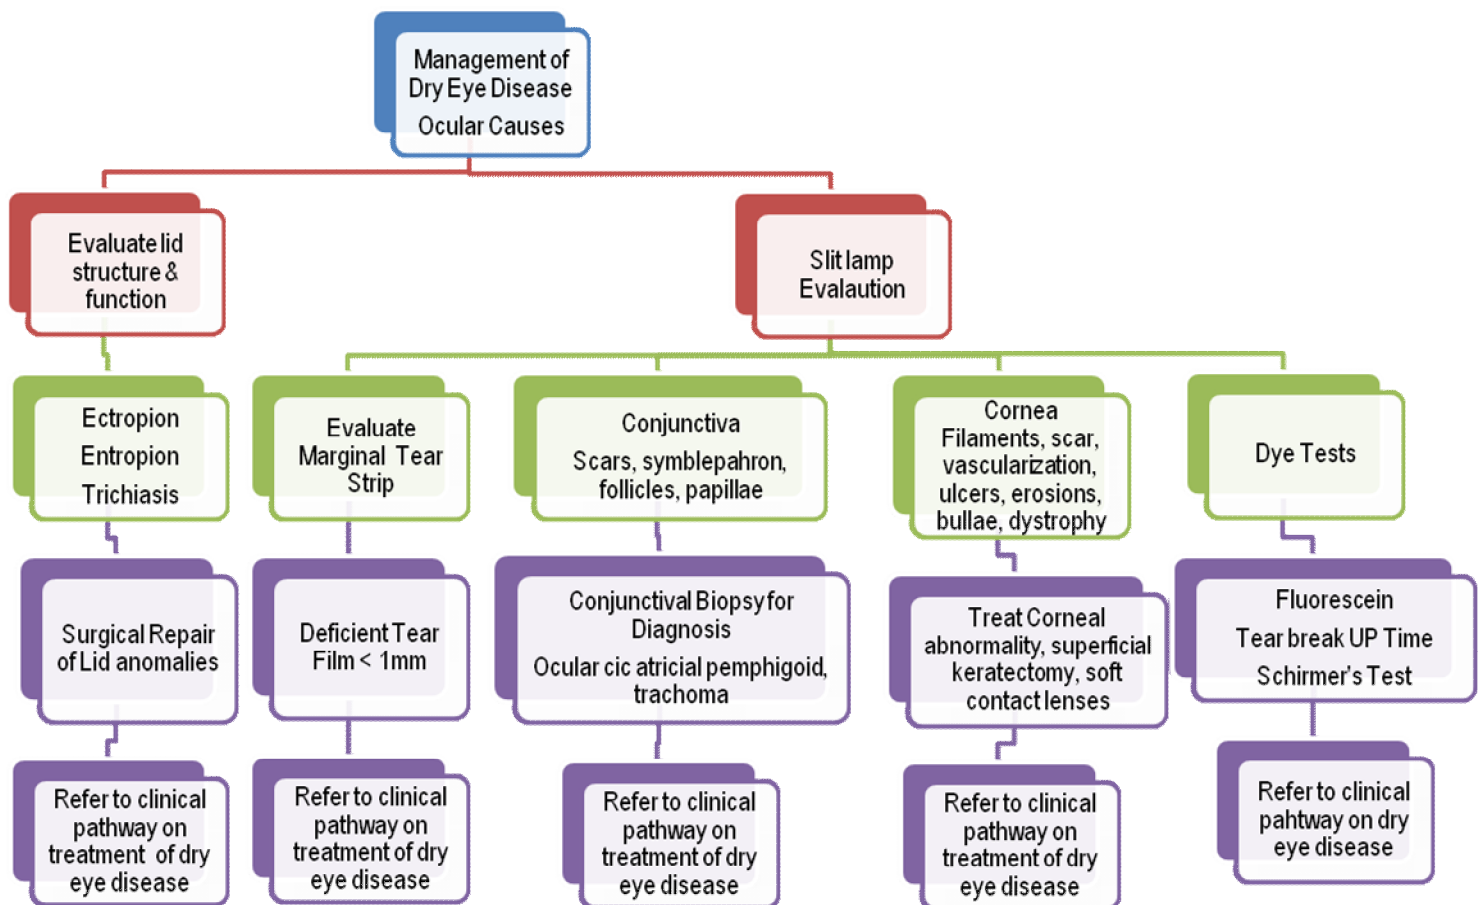 Management of
Dry Eye Disease
Ocular Causes
Evaluate lid
structure &
function
Slit lamp
Evalaution
Ectropion
Entropion
Trichiasis
Evaluate
Marginal Tear
Strip
Conjunctiva
Scars, symblepahron,
follicles, papillae
Cornea
Filaments, scar,
vascularization,
ulcers, erosions,
bullae, dystrophy
Dye Tests
Surgical Repair
of Lid anomalies
Deficient Tear
Film < 1mm
Conjunctival Biopsy for
Diagnosis
Ocular cic atricial pemphigoid,
trachoma
Treat Corneal
abnormality, superficial
keratectomy, soft
contact lenses
Fluorescein
Tear break UP Time
Schirmer's Test
Refer to clinical
pathway on
treatment of dry
eye disease
Refer to clinical
pathway on
treatment of dry
eye disease
Refer to clinical
pathway on
treatment of dry
eye disease
Refer to clinical
pathway on
treatment of dry
eye disease
Refer to clinical
pahtway on dry
eye disease